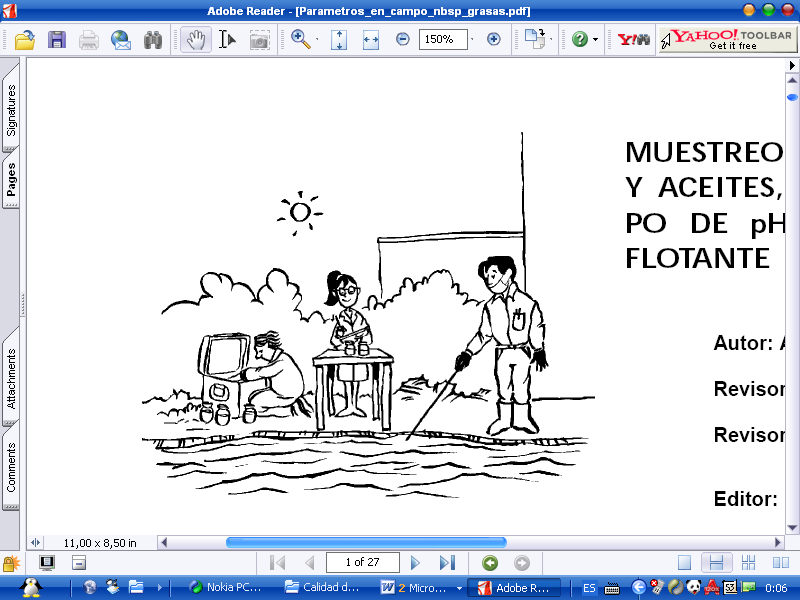 Adobe Reader - [Parametros_en_campo_nbsp_grasas.pdf]
150%
Y! YAHOO! TOOLBAR
Get it free
Signatures
Pages
Attachments
Comments
MUESTREO
Y ACEITES,
PO DE pH
FLOTANTE
Autor: A
Revisor
Revisor
Editor:
11,00 x 8,50 in
1 of 27
Nokia PC...
Calidad d...
2 Micro...
Adobe R...
ES
0:06